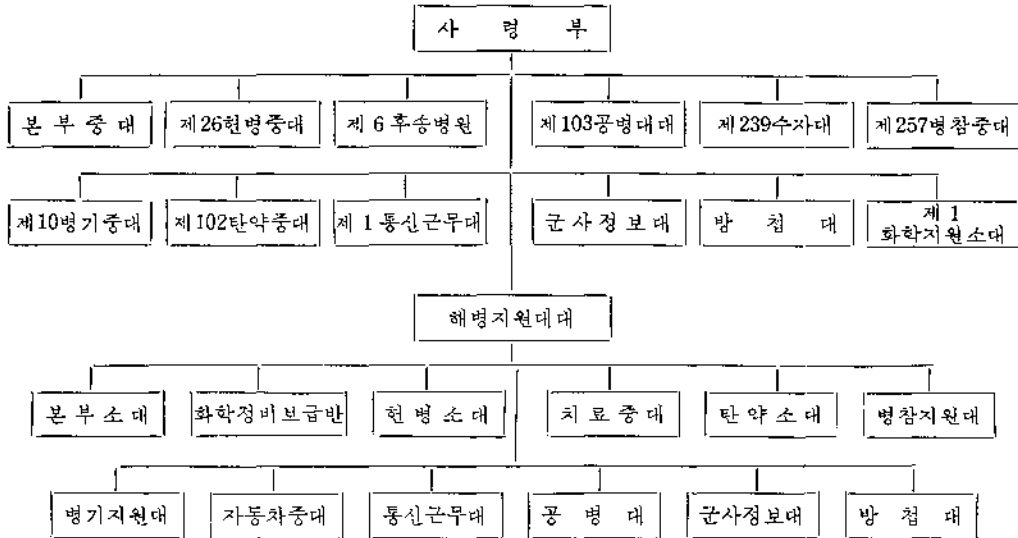 사 령 부
본 부 중 대
제26헌병중대
제 6 후송병원
제103공병대대
제239수자대
제257병참중대
제10병기중대
제102탄약중대
제 1 통신근무대
군 사 정 보 대
방 첩 대
제 1
화학지원소대
해병지원대대
본 부 소 대
화학정비보급반
헌 병 소 대
치 료 중 대
탄 약 소 대
병참지원대
병기지원대
자동차중대
통신근무대
공 병 대
군사정보대
방 첩 대